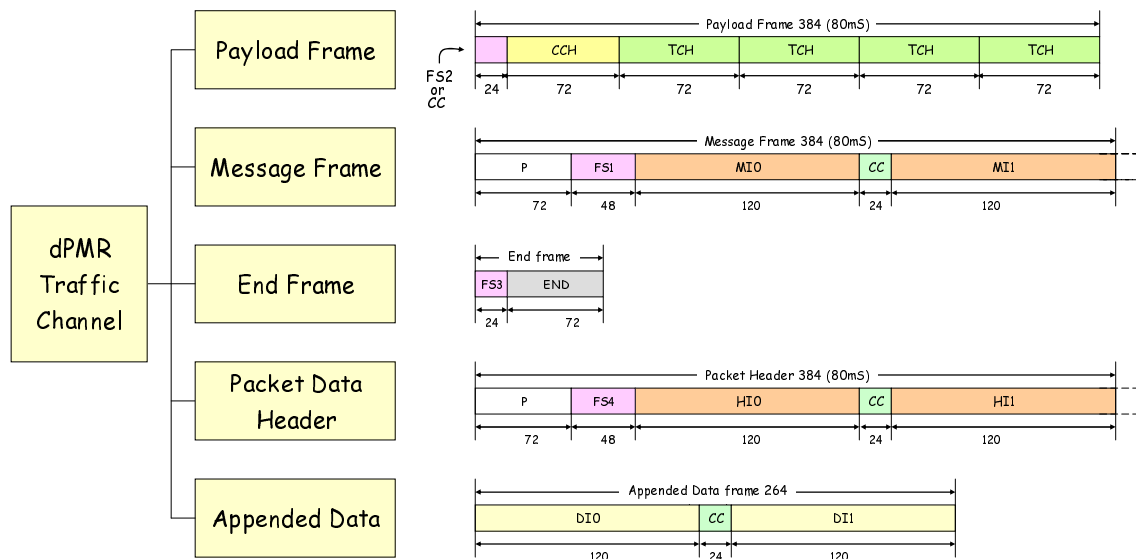 dPMR
Traffic
Channel
Payload Frame
Payload Frame 384 (80mS)
FS2
or
CC
CCH TCH TCH TCH TCH
24 72 72 72 72 72
Message Frame
Message Frame 384 (80mS)
P FS1 MI0 CC MI1
72 48 120 24 120
End Frame
End frame
FS3 END
24 72
Packet Data
Header
Packet Header 384 (80mS)
P FS4 HI0 CC HI1
72 48 120 24 120
Appended Data
Appended Data frame 264
DI0 CC DI1
120 24 120